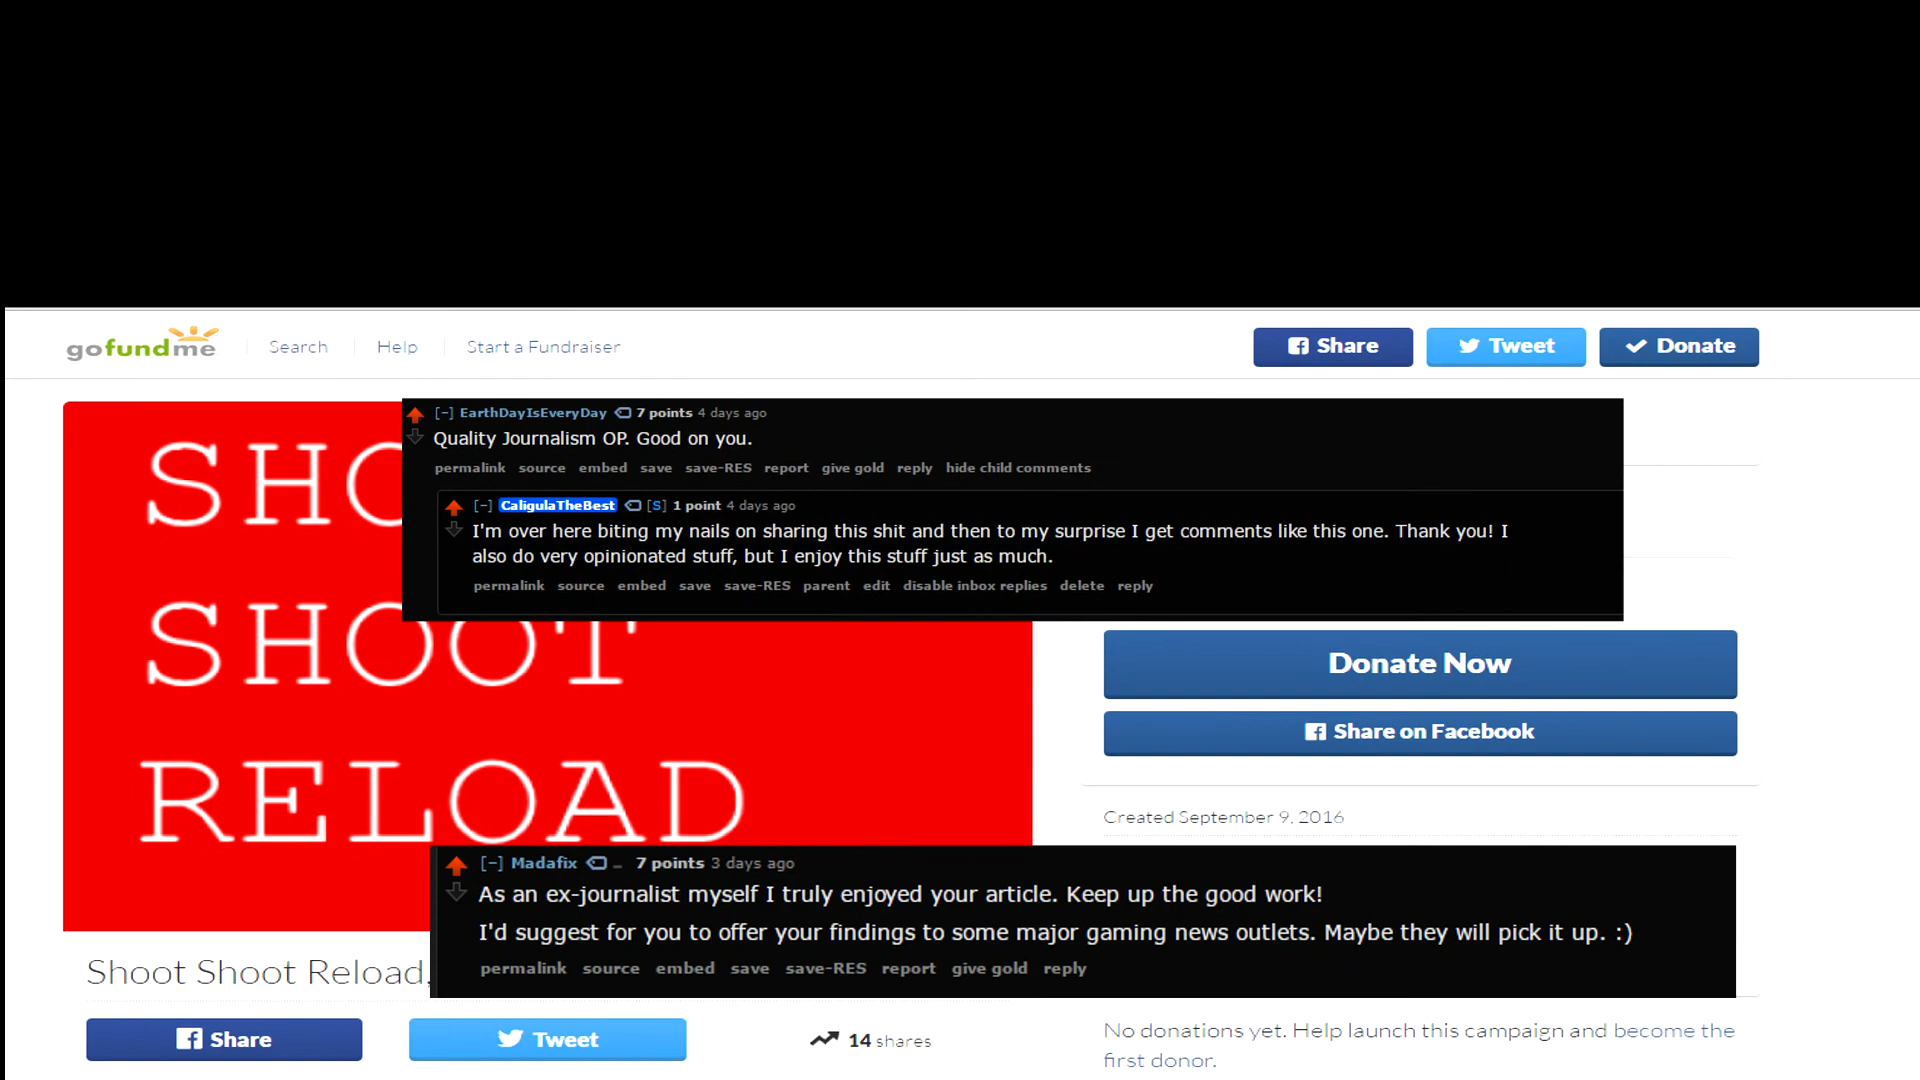 gofundme Search Help Start a Fundraiser Share Tweet Donate
SHO
[-] EarthDayIsEveryDay 7 points 4 days ago
Quality Journalism OP. Good on you.
permalink source embed save save-RES report give gold reply hide child comments
[-] CaligulaTheBest [S] 1 point 4 days ago
I'm over here biting my nails on sharing this shit and then to my surprise I get comments like this one. Thank you! I
also do very opinionated stuff, but I enjoy this stuff just as much.
permalink source embed save save-RES parent edit disable inbox replies delete reply
SHOOT
RELOAD
Donate Now
Share on Facebook
Created September 9, 2016
[-] Madafix 7 points 3 days ago
As an ex-journalist myself I truly enjoyed your article. Keep up the good work!
I'd suggest for you to offer your findings to some major gaming news outlets. Maybe they will pick it up. :)
permalink source embed save save-RES report give gold reply
Shoot Shoot Reload,
Share Tweet 14 shares
No donations yet. Help launch this campaign and become the
first donor.